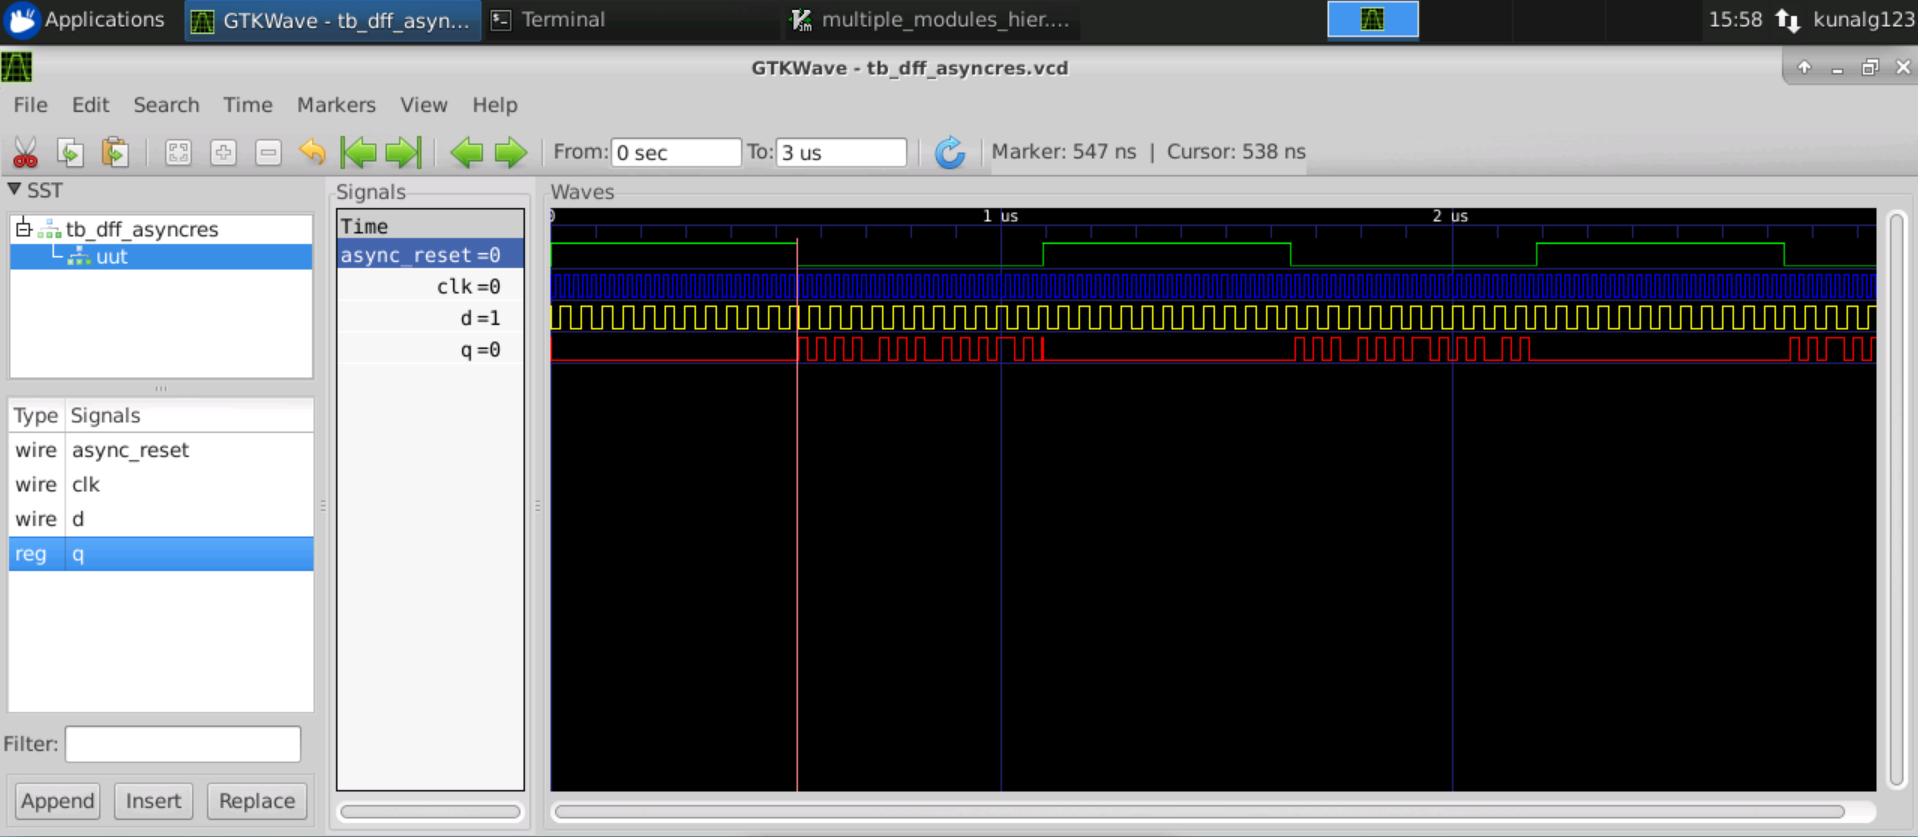 Applications GTKWave - tb_dff_asyn... Terminal multiple_modules_hier.... 15:58 kunalg123
GTKWave - tb_dff_asyncres.vcd
File Edit Search Time Markers View Help
From: 0 sec To: 3 us Marker: 547 ns | Cursor: 538 ns
SST
tb_dff_asyncres
uut
Type Signals
wire async_reset
wire clk
wire d
reg q
Filter:
Append Insert Replace
Signals
Time
async_reset =0
clk =0
d =1
q =0
Waves
0 1 us 2 us